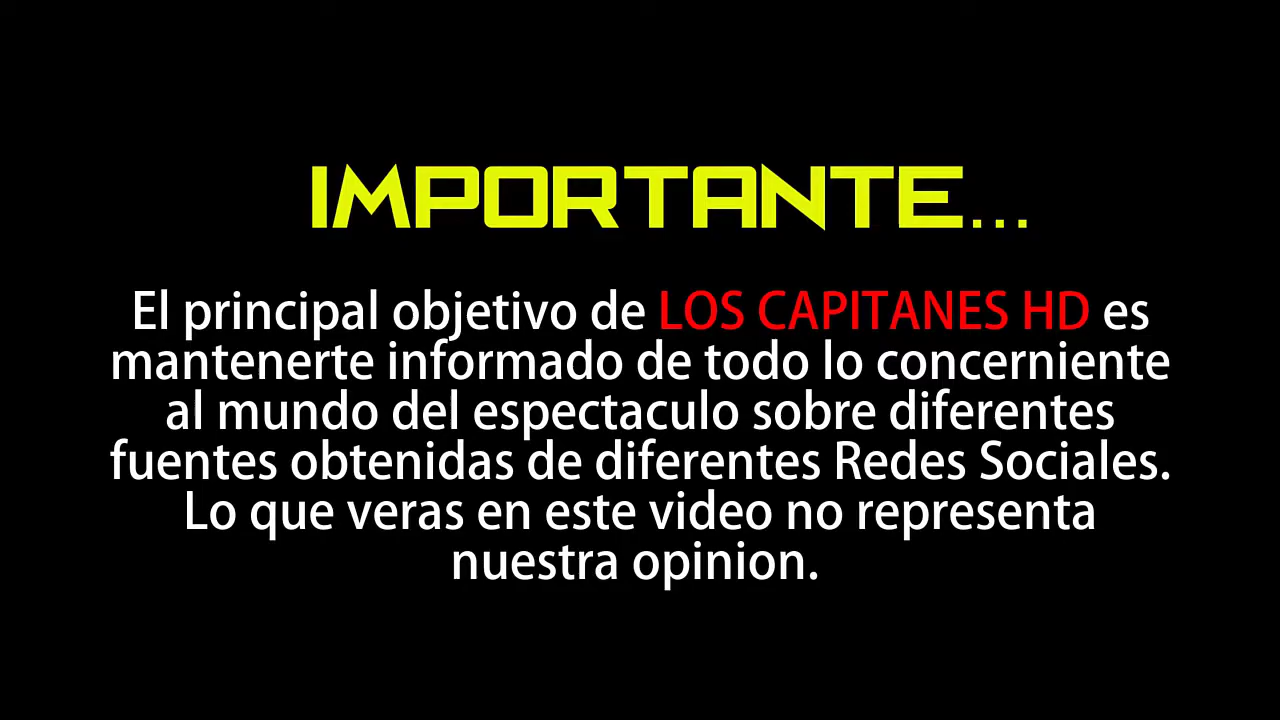 IMPORTANTE...
El principal objetivo de LOS CAPITANES HD es
mantenerte informado de todo lo concerniente
al mundo del espectaculo sobre diferentes
fuentes obtenidas de diferentes Redes Sociales.
Lo que veras en este video no representa
nuestra opinion.